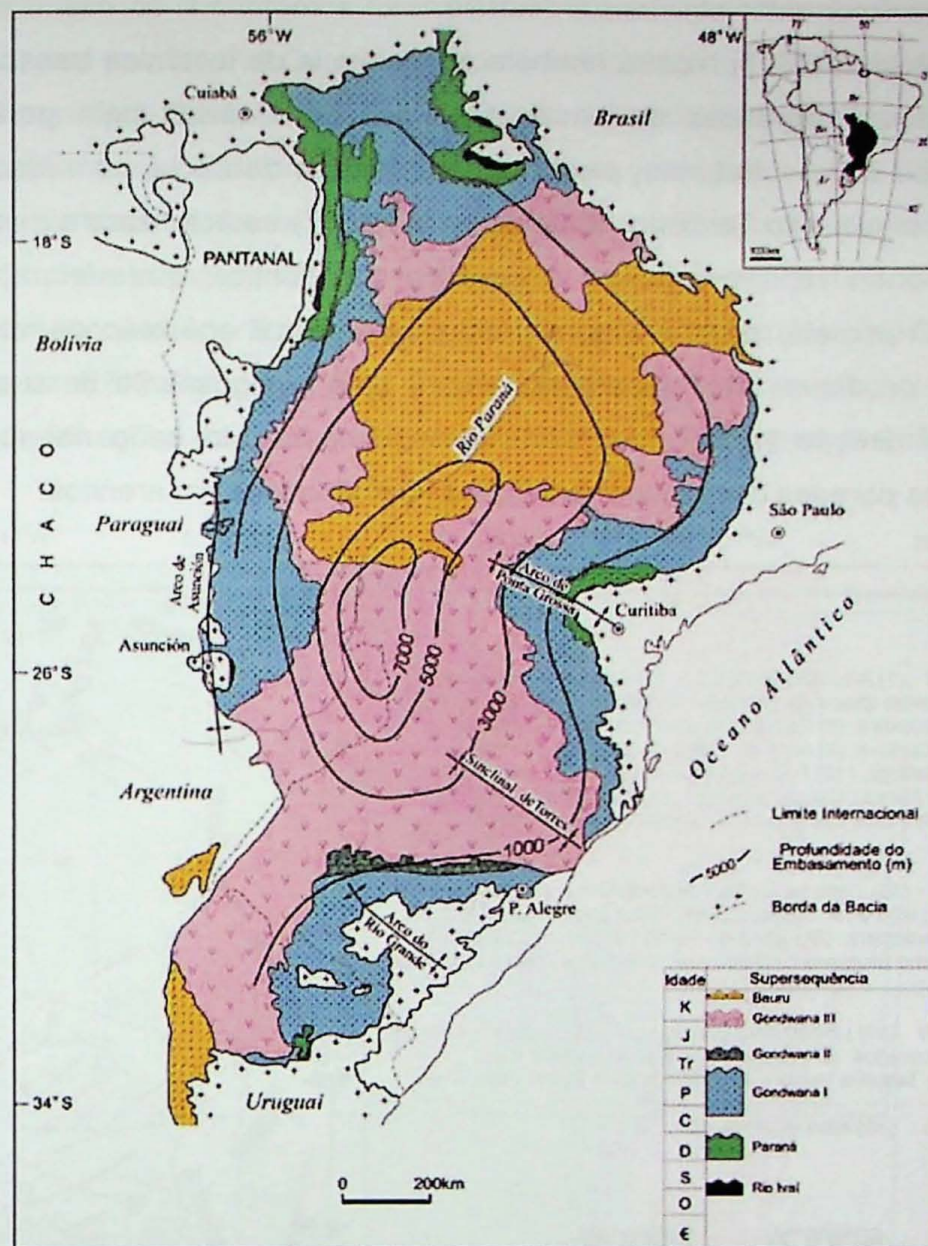 56° W
48° W
Cuiabá
Brasil
18° S
PANTANAL
Bolívia
Rio Paraná
CHACO
Paraguai
Arco de
Asunción
São Paulo
Arco de
Ponta Grossa
Curitiba
Asunción
26° S
7000
5000
3000
Oceano Atlântico
Sinclinal de Torres
Argentina
1000
Limite Internacional
5000
Profundidade do
Embasamento (m)
Borda da Bacia
P. Alegre
Arco do
Rio Grande
Idade
Supersequência
K
Bauru
Gondwana III
J
Tr
Gondwana II
P
Gondwana I
C
D
Paraná
S
Rio Ivaí
O
Є
34° S
Uruguai
0
200km